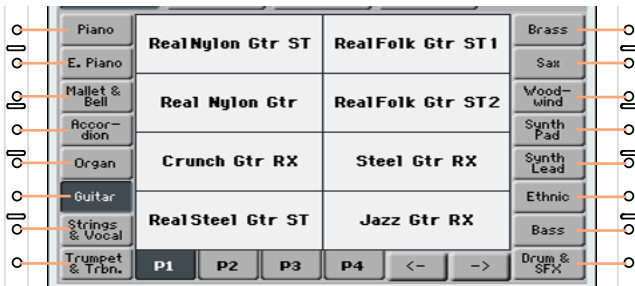 Piano
RealNylon Gtr ST
RealFolk Gtr ST1
Brass
E. Piano
Sax
Mallet &
Bell
Real Nylon Gtr
RealFolk Gtr ST2
Wood-
wind
Accor-
dion
Synth
Pad
Organ
Crunch Gtr RX
Steel Gtr RX
Synth
Lead
Guitar
Ethnic
Strings
& Vocal
RealSteel Gtr ST
Jazz Gtr RX
Bass
Trumpet
& Trbn.
P1
P2
P3
P4
<-
->
Drum &
SFX